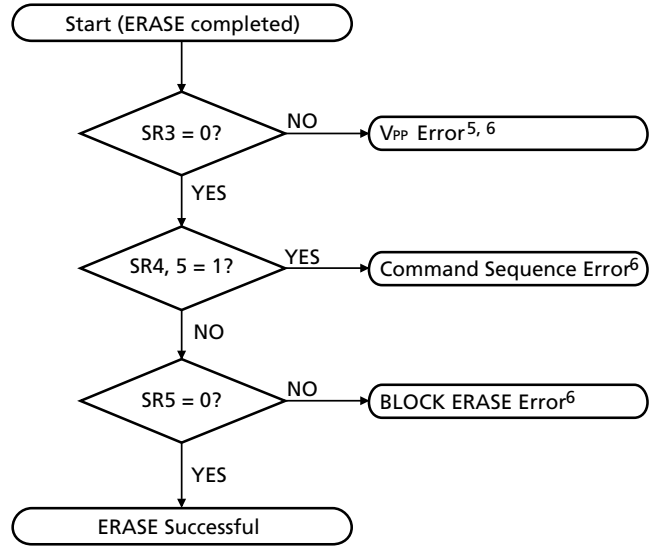 Start (ERASE completed)
SR3 = 0?
NO
VPP Error5, 6
YES
SR4, 5 = 1?
YES
Command Sequence Error6
NO
SR5 = 0?
NO
BLOCK ERASE Error6
YES
ERASE Successful